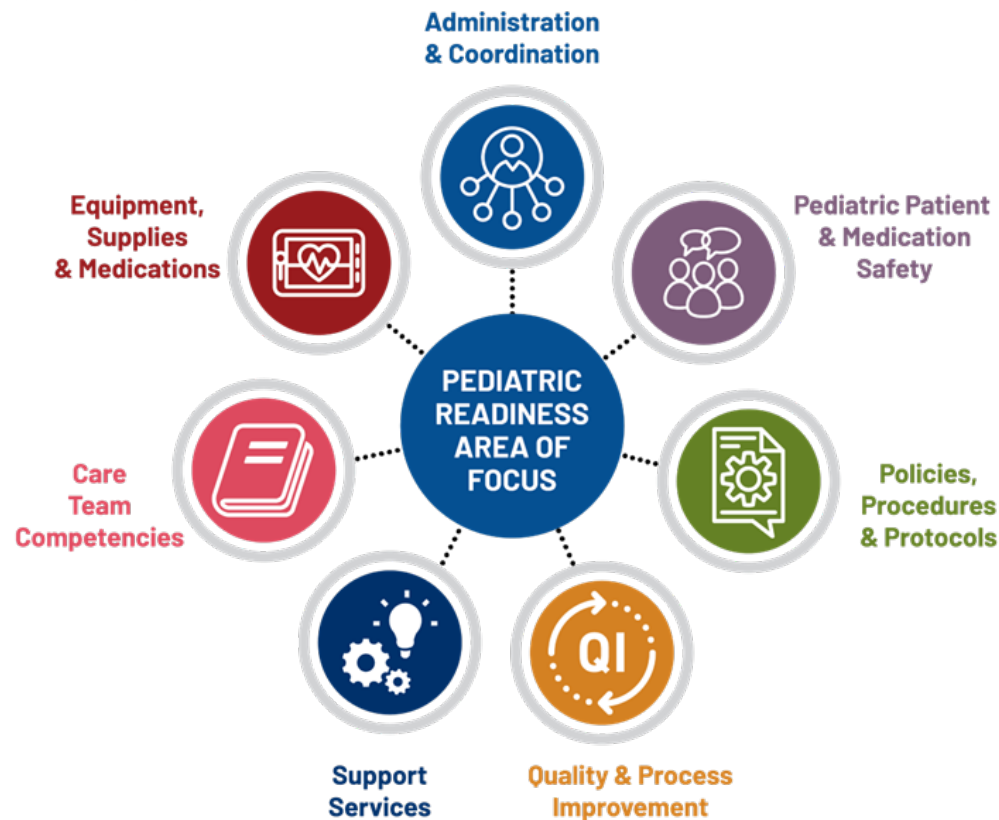 Administration
& Coordination
Equipment,
Supplies
& Medications
Pediatric Patient
& Medication
Safety
PEDIATRIC
READINESS
AREA OF
FOCUS
Care
Team
Competencies
Policies,
Procedures
& Protocols
QI
Support
Services
Quality & Process
Improvement